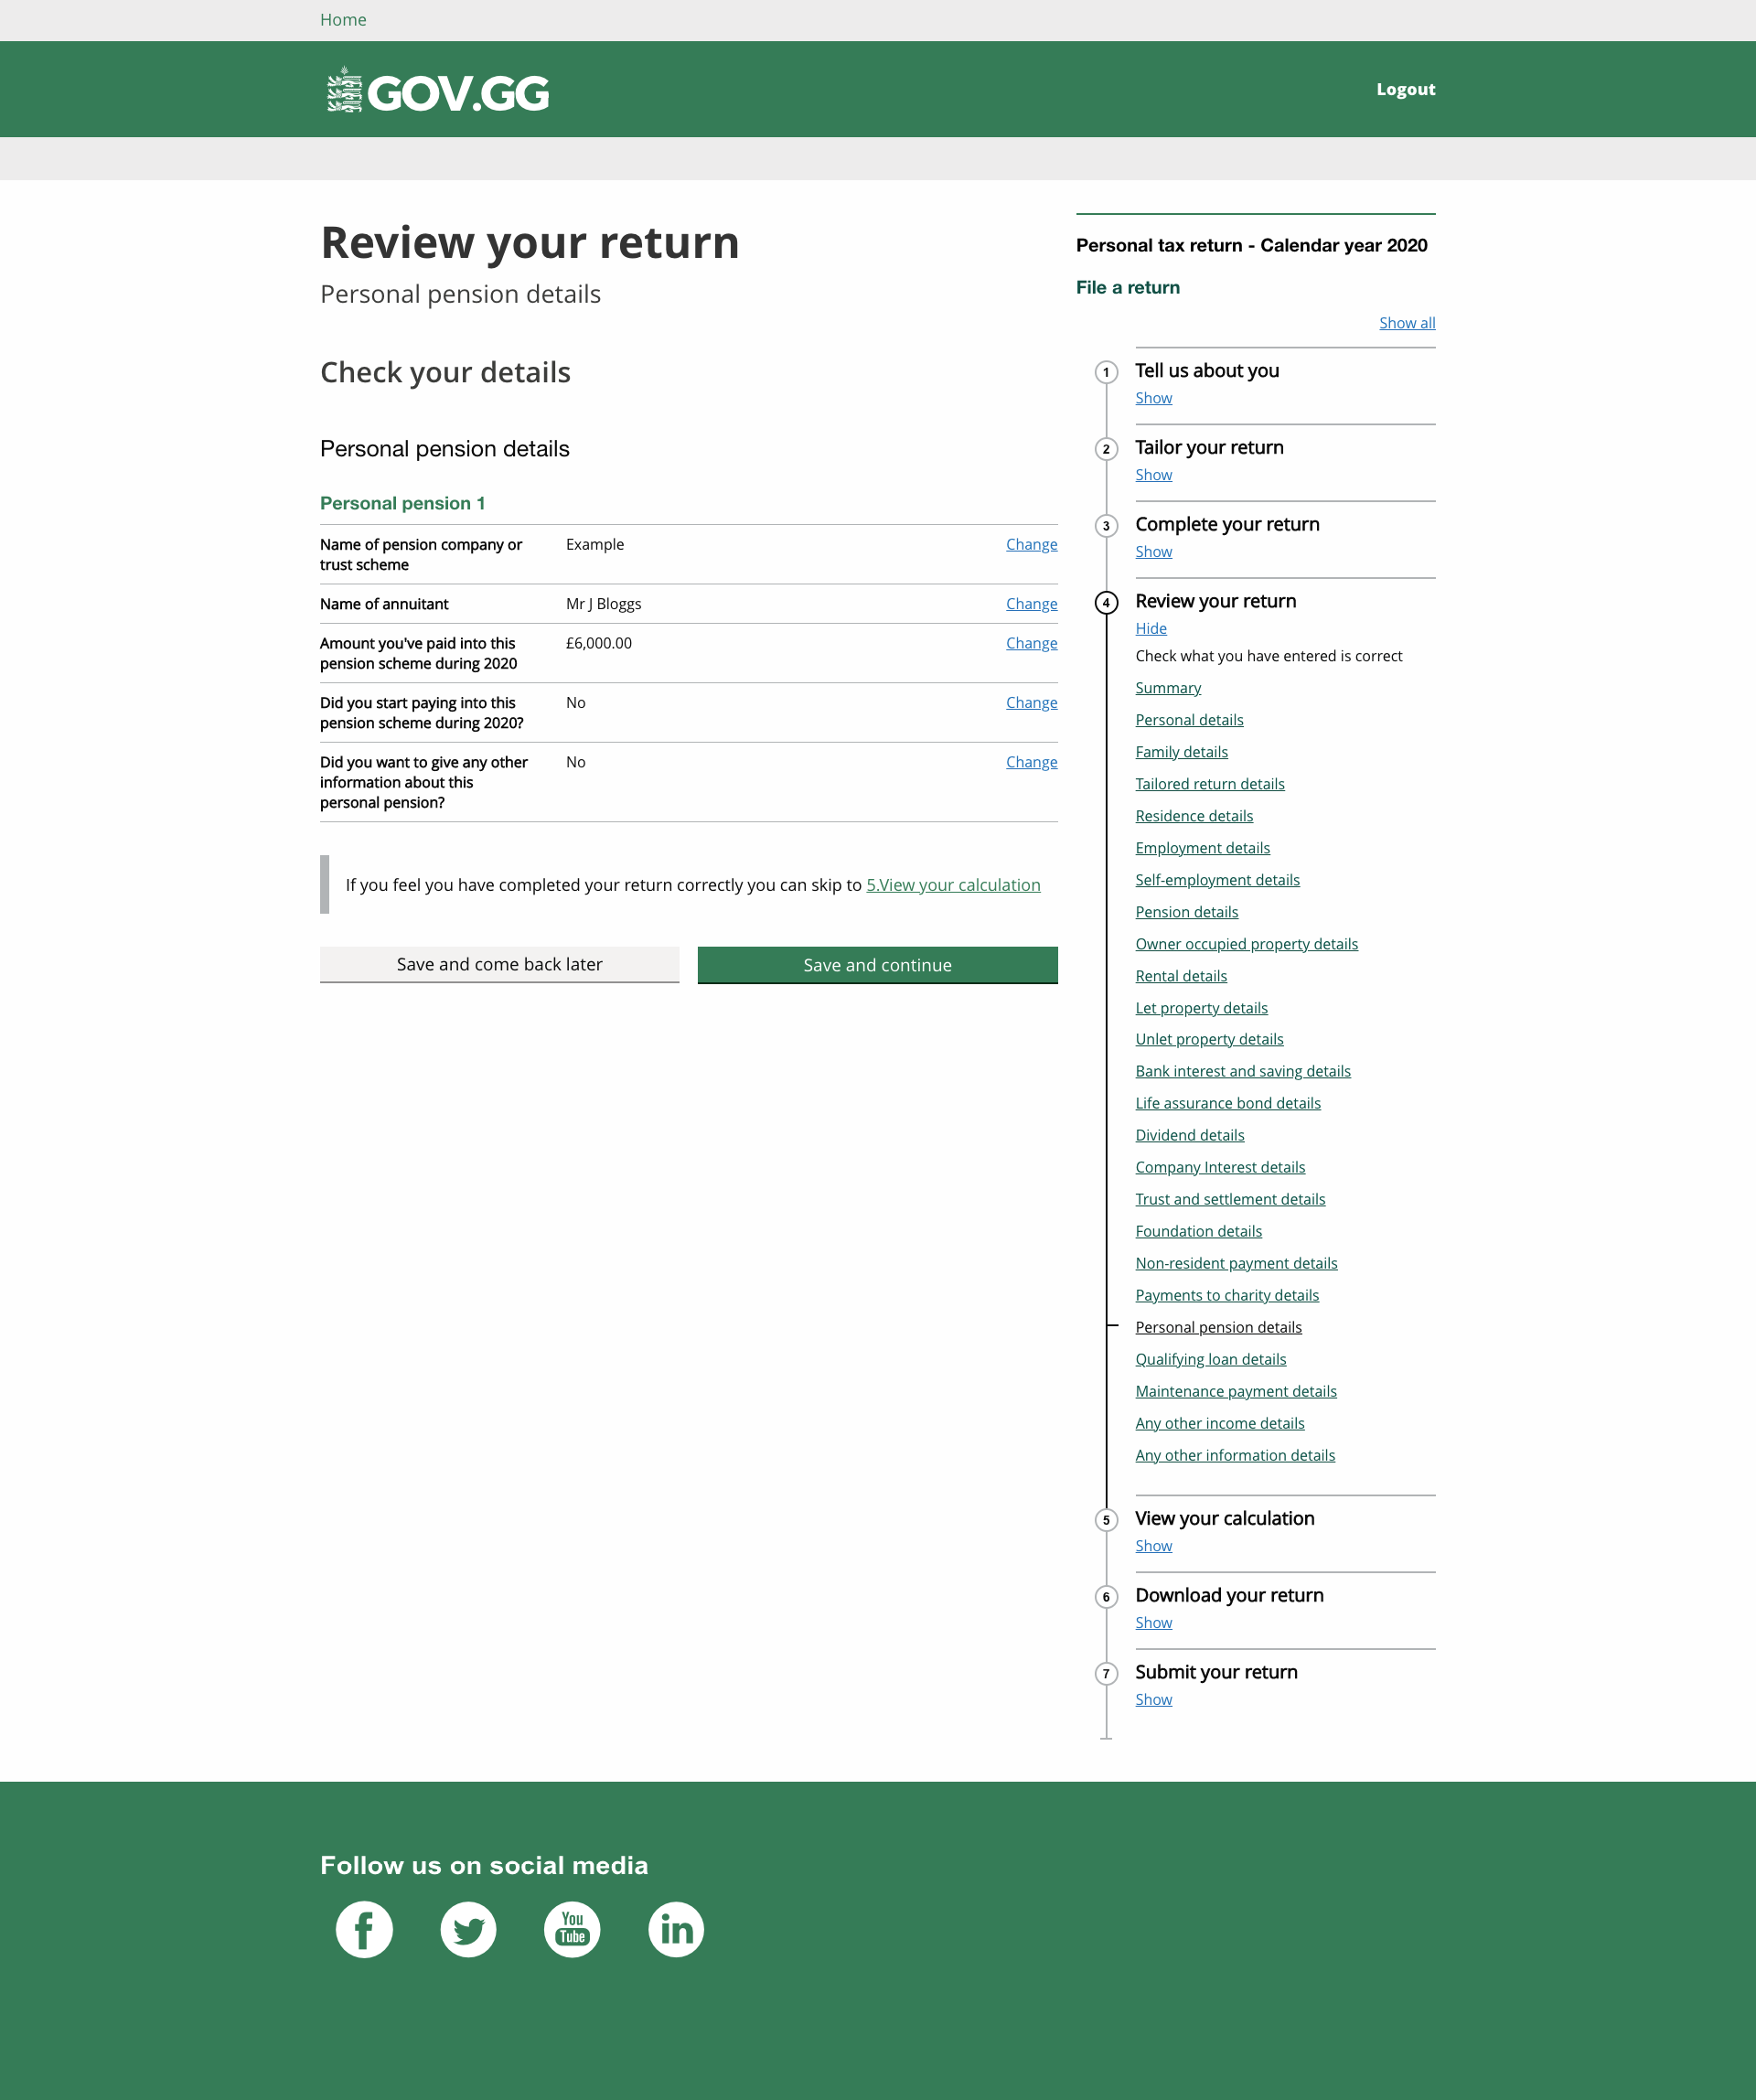 Home
GOV.GG
Logout
Review your return
Personal pension details
Check your details
Personal pension details
Personal pension 1
Name of pension company or
trust scheme
Example
Change
Name of annuitant
Mr J Bloggs
Change
Amount you've paid into this
pension scheme during 2020
£6,000.00
Change
Did you start paying into this
pension scheme during 2020?
No
Change
Did you want to give any other
information about this
personal pension?
No
Change
If you feel you have completed your return correctly you can skip to 5.View your calculation
Save and come back later
Save and continue
Personal tax return - Calendar year 2020
File a return
Show all
1
Tell us about you
Show
2
Tailor your return
Show
3
Complete your return
Show
4
Review your return
Hide
Check what you have entered is correct
Summary
Personal details
Family details
Tailored return details
Residence details
Employment details
Self-employment details
Pension details
Owner occupied property details
Rental details
Let property details
Unlet property details
Bank interest and saving details
Life assurance bond details
Dividend details
Company Interest details
Trust and settlement details
Foundation details
Non-resident payment details
Payments to charity details
Personal pension details
Qualifying loan details
Maintenance payment details
Any other income details
Any other information details
5
View your calculation
Show
6
Download your return
Show
7
Submit your return
Show
Follow us on social media
f
You
Tube
in